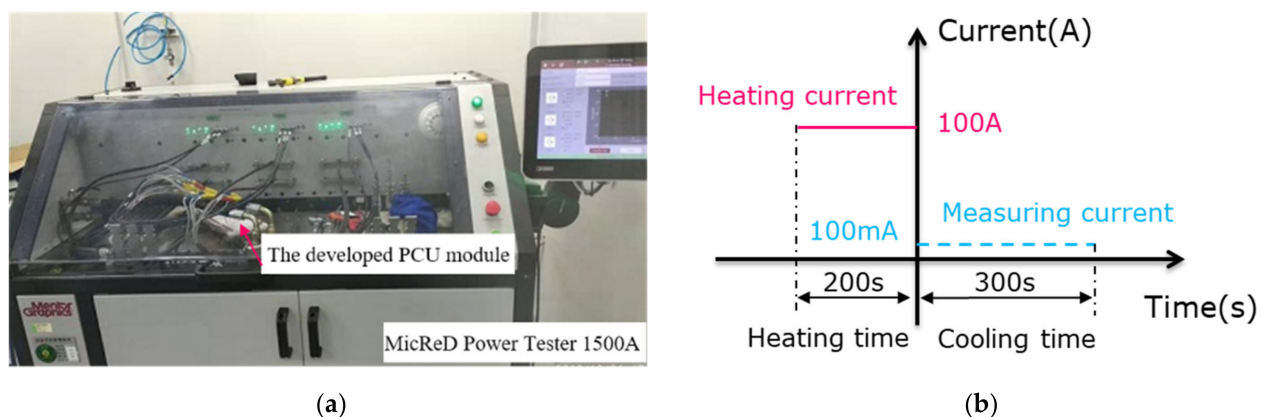 The developed PCU module
Mentor
Graphics
MicReD Power Tester 1500A
(a)
Current(A)
Heating current
100A
100mA
Measuring current
200s
300s
Time(s)
Heating time
Cooling time
(b)